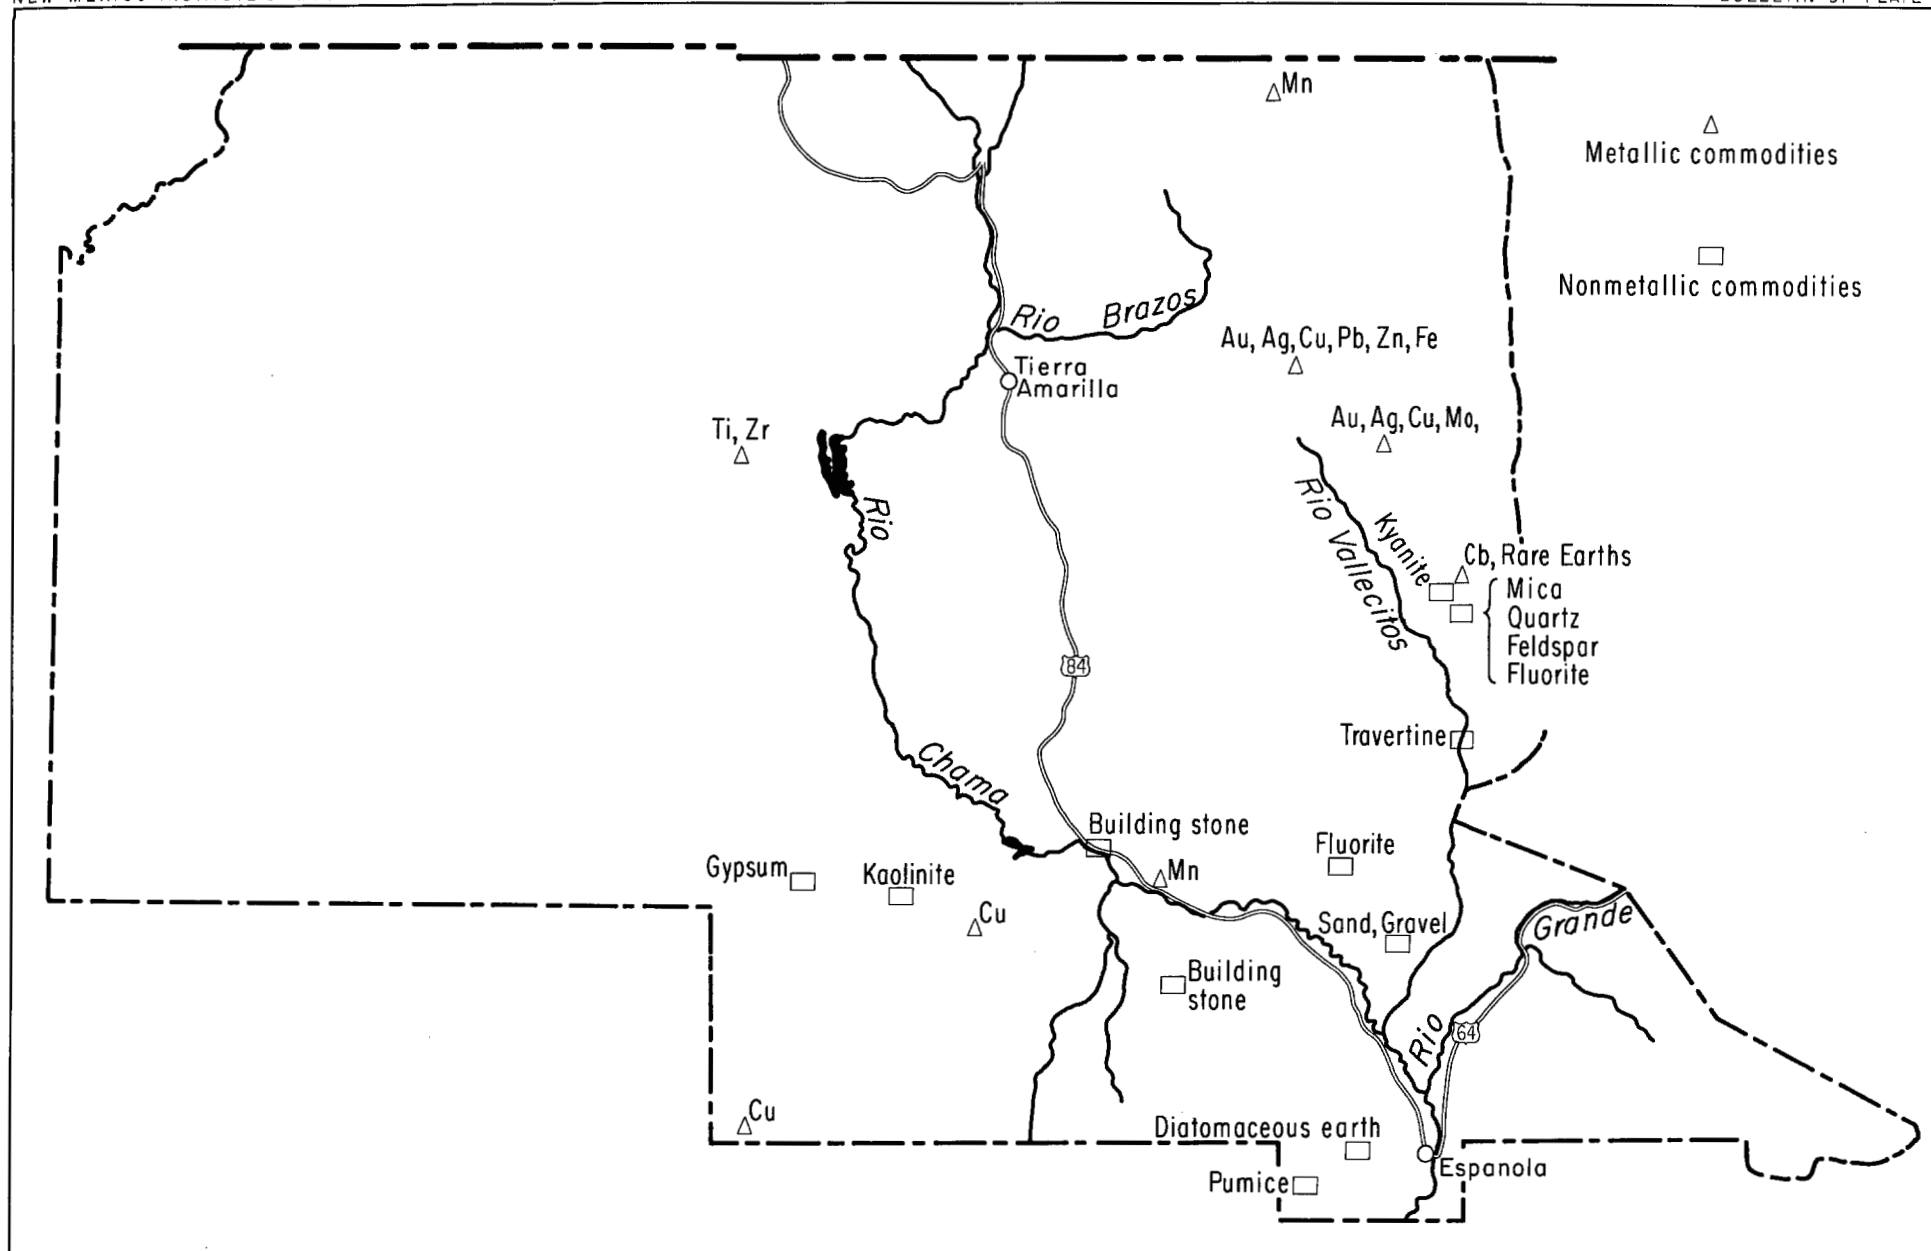 Mn
Metallic commodities
Nonmetallic commodities
Rio Brazos
Au, Ag, Cu, Pb, Zn, Fe
Tierra
Amarilla
Au, Ag, Cu, Mo,
Ti, Zr
Rio
Rio Vallecitos
Kyanite
Cb, Rare Earths
Mica
Quartz
Feldspar
Fluorite
84
Travertine
Chama
Building stone
Fluorite
Gypsum
Kaolinite
Mn
Cu
Sand, Gravel
Grande
Building
stone
Rio
64
Cu
Diatomaceous earth
Espanola
Pumice